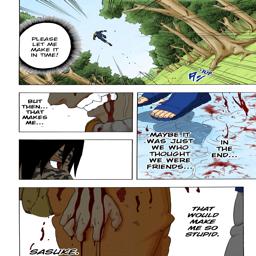 PLEASE
LET ME
MAKE IT
IN TIME!
BUT
THEN...
THAT
MAKES
ME...
IN
THE
END...
MAYBE
IT
WAS JUST
WE WHO
THOUGHT
WE WERE
FRIENDS...
THAT
WOULD
MAKE
ME SO
STUPID.
SASUKE.